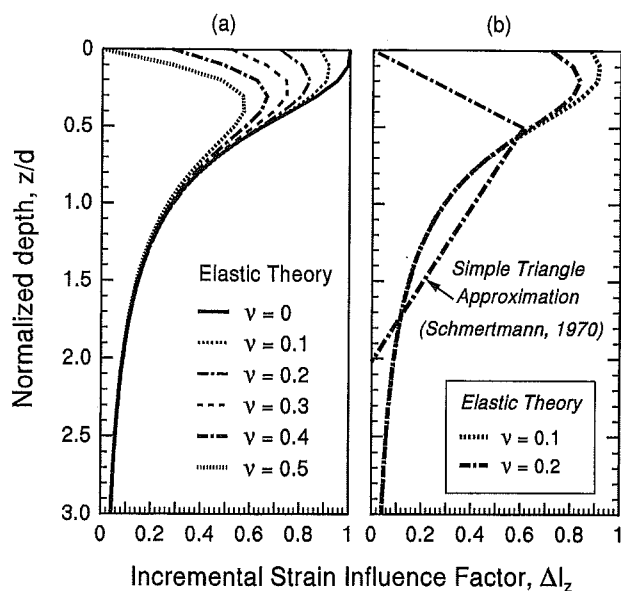 (a)
(b)
Normalized depth, z/d
0
0.5
1.0
1.5
2.0
2.5
3.0
Elastic Theory
ν = 0
ν = 0.1
ν = 0.2
ν = 0.3
ν = 0.4
ν = 0.5
0 0.2 0.4 0.6 0.8 1
Simple Triangle
Approximation
(Schmertmann, 1970)
Elastic Theory
ν = 0.1
ν = 0.2
0 0.2 0.4 0.6 0.8 1
Incremental Strain Influence Factor, ΔIz